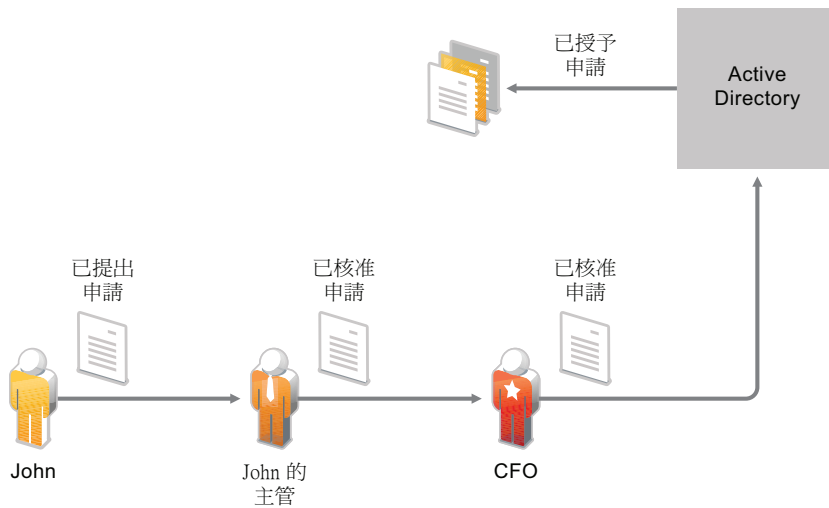 已授予
申請
Active
Directory
已提出
申請
已核准
申請
已核准
申請
John
John 的
主管
CFO